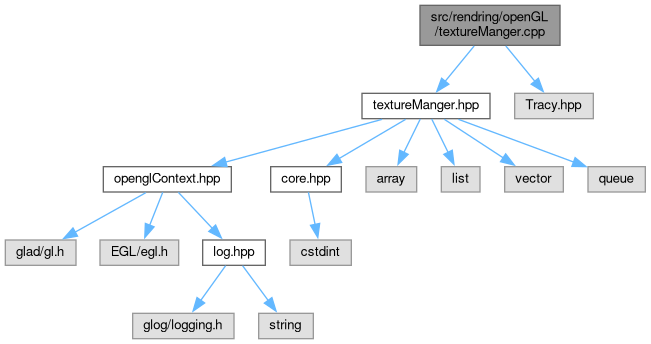 src/rendring/openGL
/textureManger.cpp
textureManger.hpp
Tracy.hpp
openglContext.hpp
core.hpp
array
list
vector
queue
glad/gl.h
EGL/egl.h
log.hpp
cstdint
glog/logging.h
string